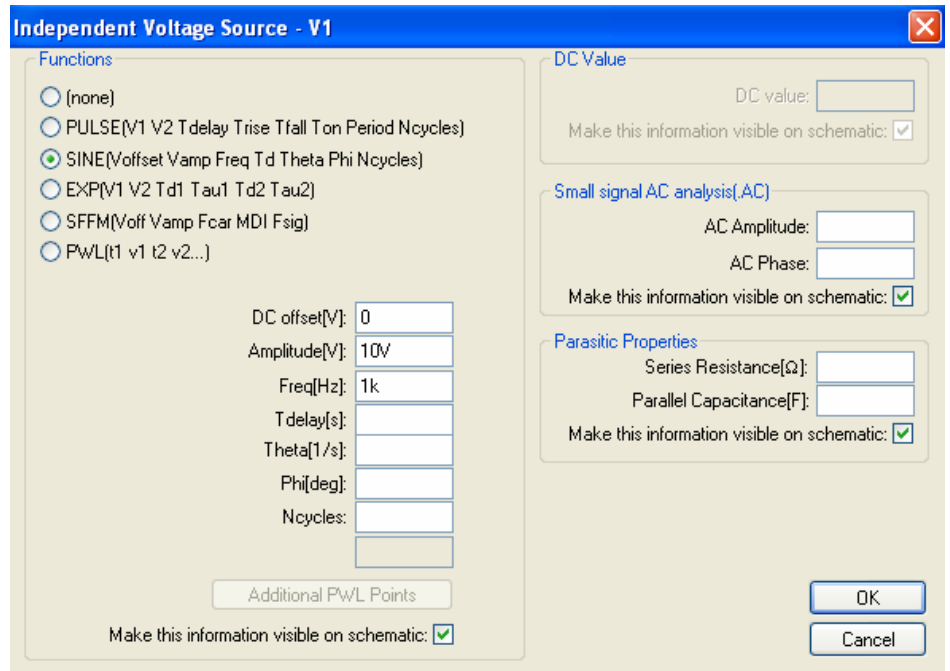 Independent Voltage Source - V1
Functions
(none)
PULSE(V1 V2 Tdelay Trise Tfall Ton Period Ncycles)
SINE(Voffset Vamp Freq Td Theta Phi Ncycles)
EXP(V1 V2 Td1 Tau1 Td2 Tau2)
SFFM(Voff Vamp Fcar MDI Fsig)
PWL(t1 v1 t2 v2...)
DC offset[V]: 0
Amplitude[V]: 10V
Freq[Hz]: 1k
Tdelay[s]:
Theta[1/s]:
Phi[deg]:
Ncycles:
Additional PWL Points
Make this information visible on schematic:
DC Value
DC value:
Make this information visible on schematic:
Small signal AC analysis(.AC)
AC Amplitude:
AC Phase:
Make this information visible on schematic:
Parasitic Properties
Series Resistance[Ω]:
Parallel Capacitance[F]:
Make this information visible on schematic:
OK
Cancel